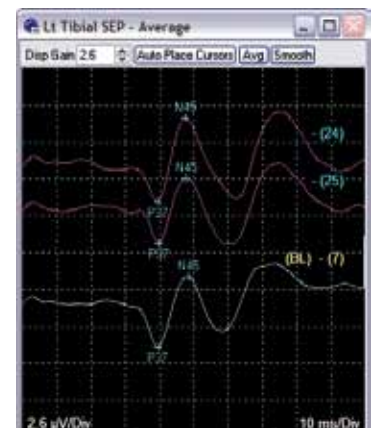 Lt Tibial SEP - Average
Disp Gain 2.6 Auto Place Cursors Avg Smooth
N45
- (24)
N45
- (25)
P37
P37
(BL) - (7)
N45
P37
2.6 uV/Div 10 ms/Div